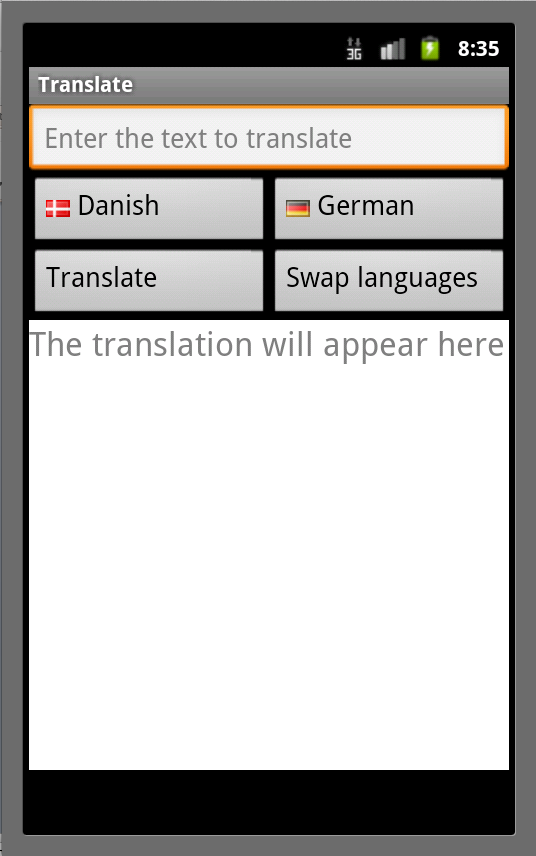 3G 8:35
Translate
Enter the text to translate
Danish German
Translate Swap languages
The translation will appear here